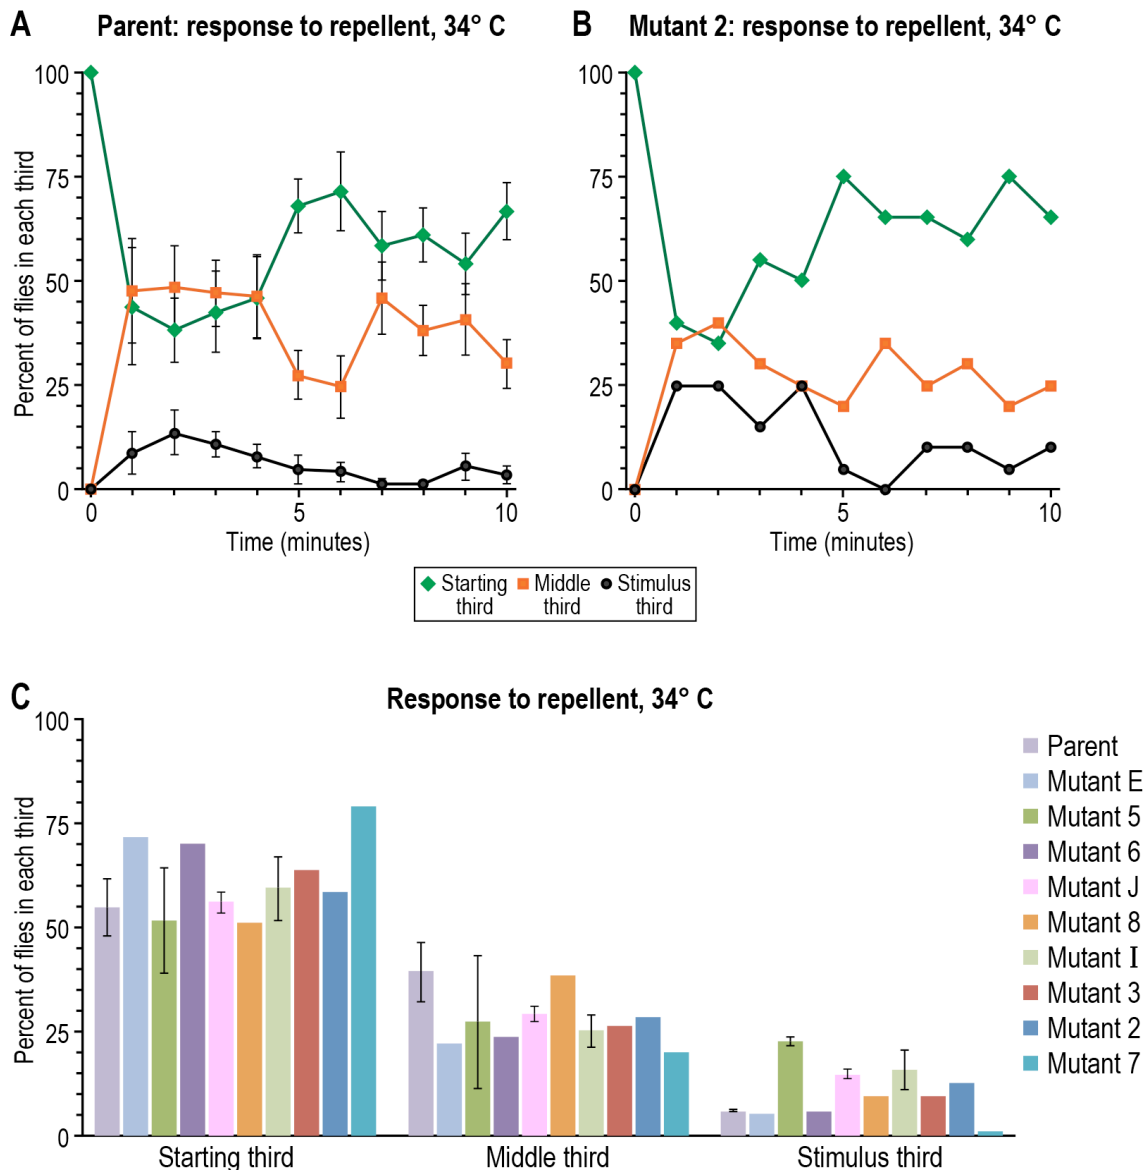 A
Parent: response to repellent, 34° C
Percent of flies in each third
100
75
50
25
0
0
5
10
Time (minutes)
B
Mutant 2: response to repellent, 34° C
100
75
50
25
0
0
5
10
Time (minutes)
Starting third
Middle third
Stimulus third
C
Response to repellent, 34° C
Percent of flies in each third
100
75
50
25
0
Starting third
Middle third
Stimulus third
Parent
Mutant E
Mutant 5
Mutant 6
Mutant J
Mutant 8
Mutant I
Mutant 3
Mutant 2
Mutant 7